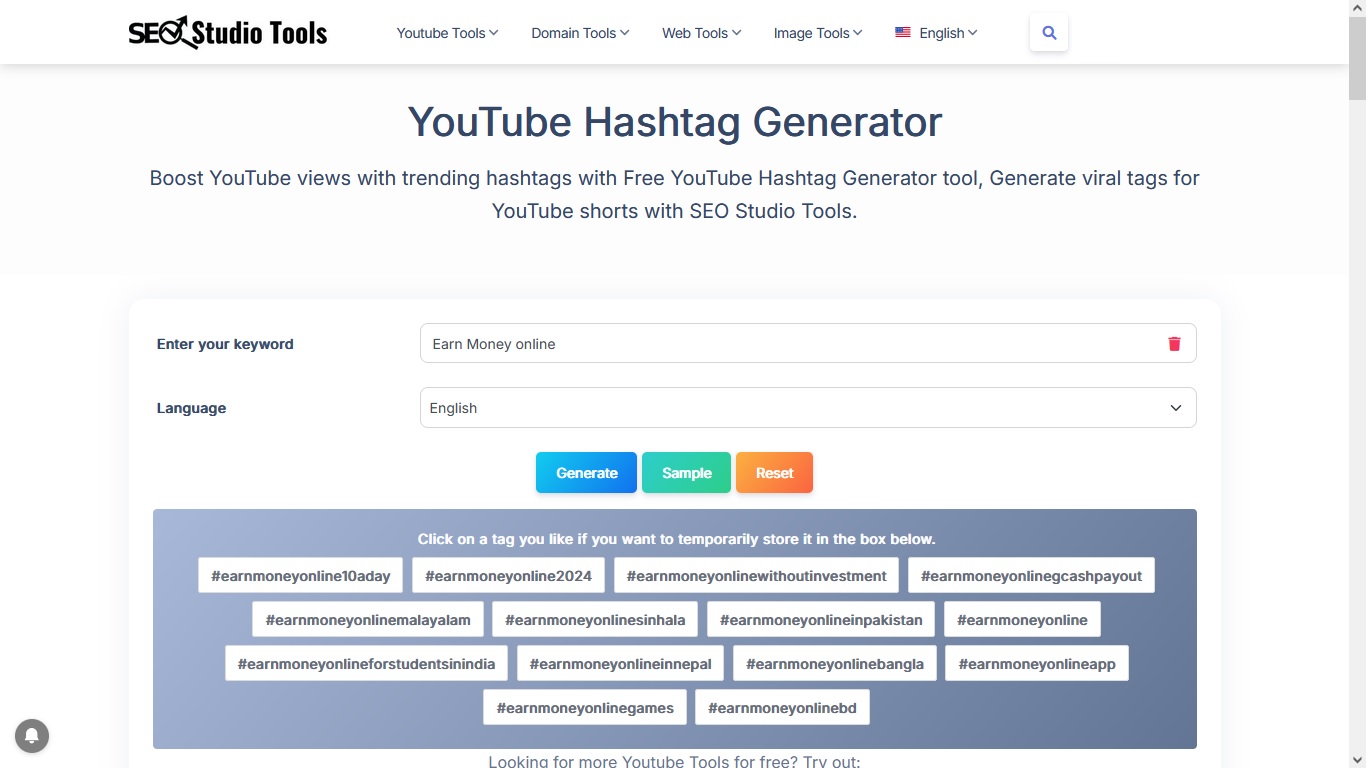 SEO Studio Tools
Youtube Tools Domain Tools Web Tools Image Tools English
YouTube Hashtag Generator
Boost YouTube views with trending hashtags with Free YouTube Hashtag Generator tool, Generate viral tags for
YouTube shorts with SEO Studio Tools.
Enter your keyword Earn Money online
Language English
Generate Sample Reset
Click on a tag you like if you want to temporarily store it in the box below.
#earnmoneyonline10aday #earnmoneyonline2024 #earnmoneyonlinewithoutinvestment #earnmoneyonlinegcashpayout
#earnmoneyonlinemalayalam #earnmoneyonlinesinhala #earnmoneyonlineinpakistan #earnmoneyonline
#earnmoneyonlineforstudentsinindia #earnmoneyonlineinnepal #earnmoneyonlinebangla #earnmoneyonlineapp
#earnmoneyonlinegames #earnmoneyonlinebd
Looking for more Youtube Tools for free? Try out: